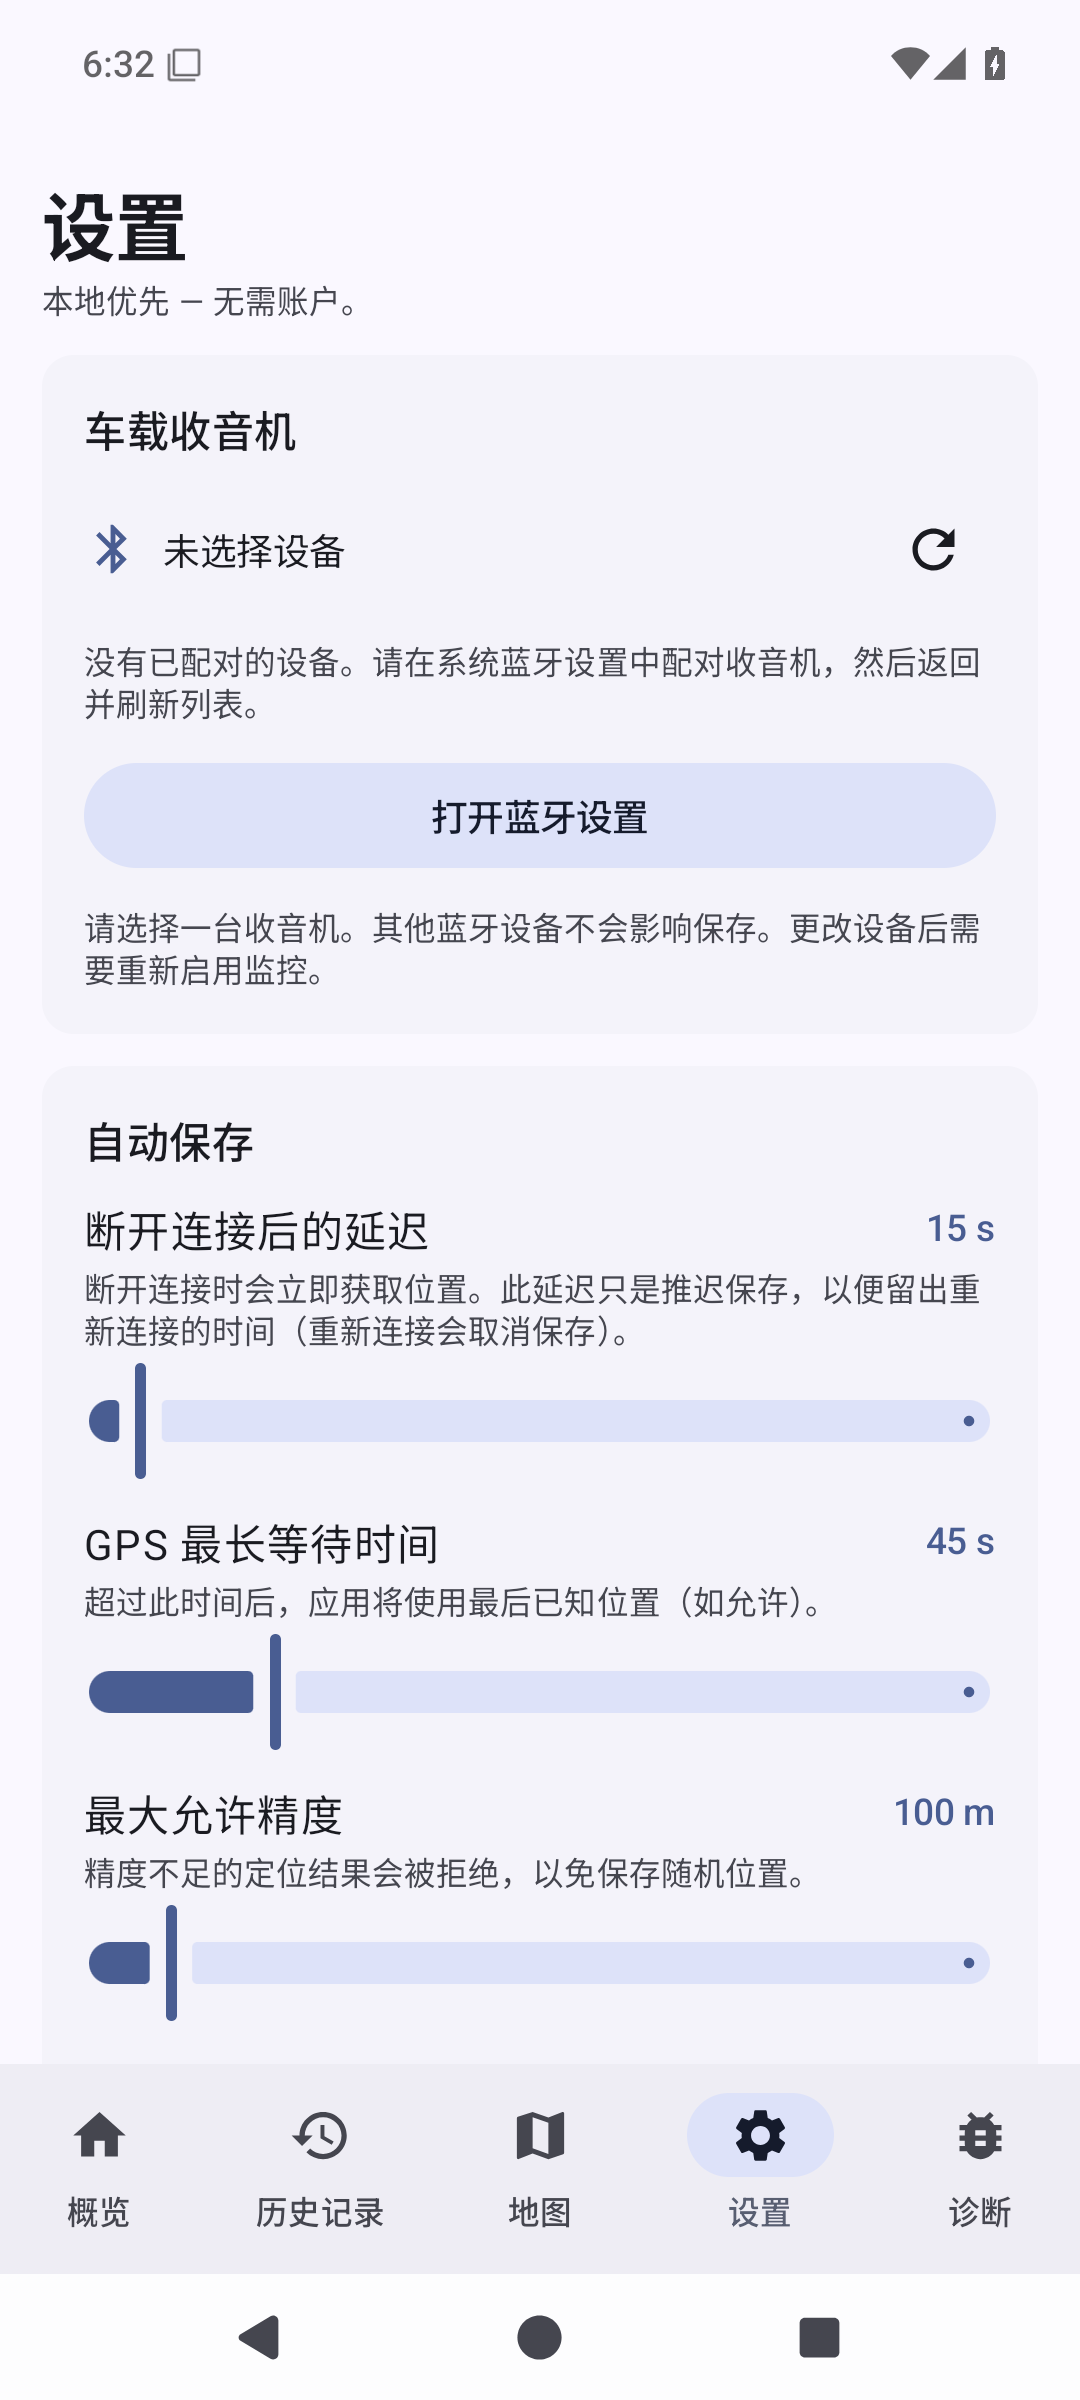 6:32
设置
本地优先 — 无需账户。
车载收音机
未选择设备
没有已配对的设备。请在系统蓝牙设置中配对收音机，然后返回
并刷新列表。
打开蓝牙设置
请选择一台收音机。其他蓝牙设备不会影响保存。更改设备后需
要重新启用监控。
自动保存
断开连接后的延迟 15 s
断开连接时会立即获取位置。此延迟只是推迟保存，以便留出重
新连接的时间（重新连接会取消保存）。
GPS 最长等待时间 45 s
超过此时间后，应用将使用最后已知位置（如允许）。
最大允许精度 100 m
精度不足的定位结果会被拒绝，以免保存随机位置。
概览 历史记录 地图 设置 诊断